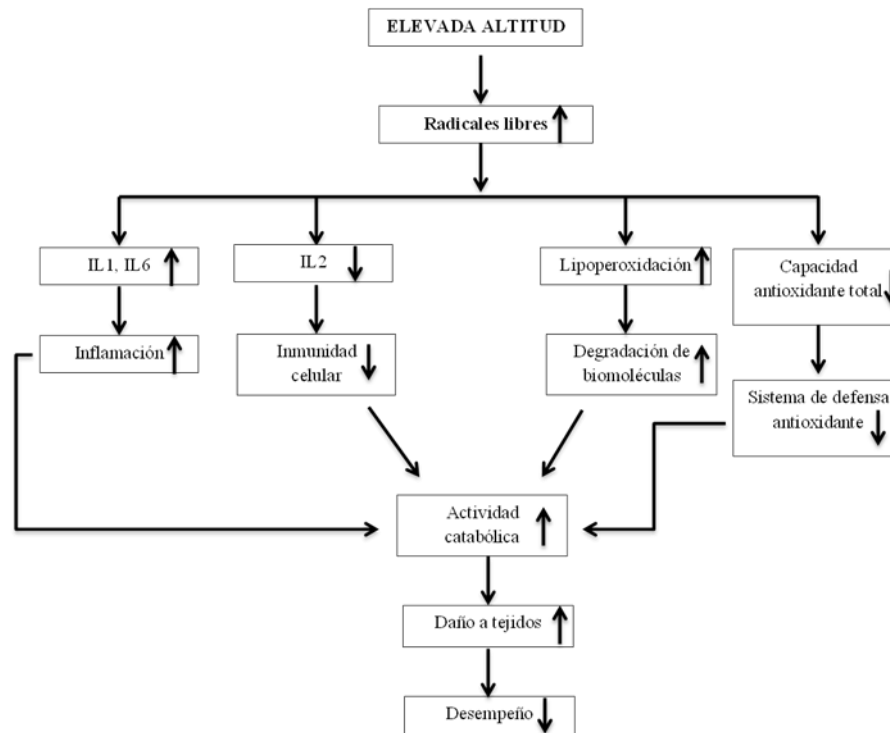 ELEVADA ALTITUD
Radicales libres
IL1, IL6
IL2
Lipoperoxidación
Capacidad
antioxidante total
Inflamación
Inmunidad
celular
Degradación de
biomoléculas
Sistema de defensa
antioxidante
Actividad
catabólica
Daño a tejidos
Desempeño